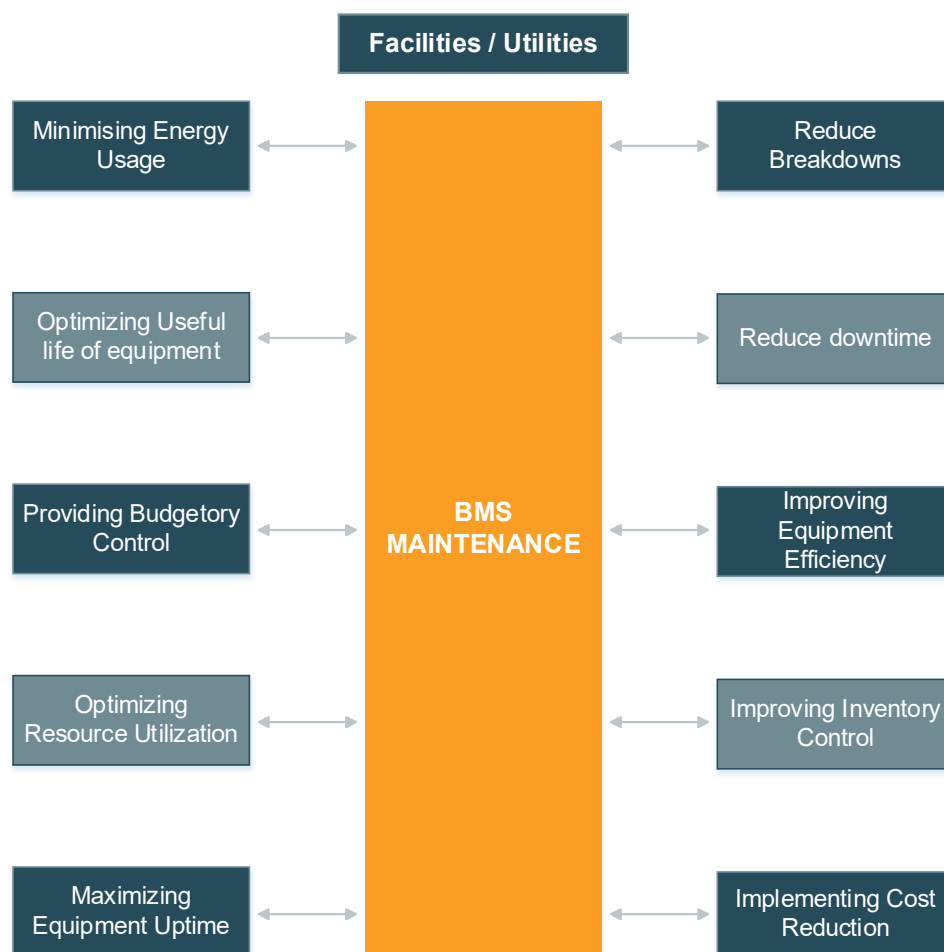 Facilities / Utilities
Minimising Energy
Usage
Reduce
Breakdowns
Optimizing Useful
life of equipment
Reduce downtime
Providing Budgetory
Control
BMS
MAINTENANCE
Improving
Equipment
Efficiency
Optimizing
Resource Utilization
Improving Inventory
Control
Maximizing
Equipment Uptime
Implementing Cost
Reduction